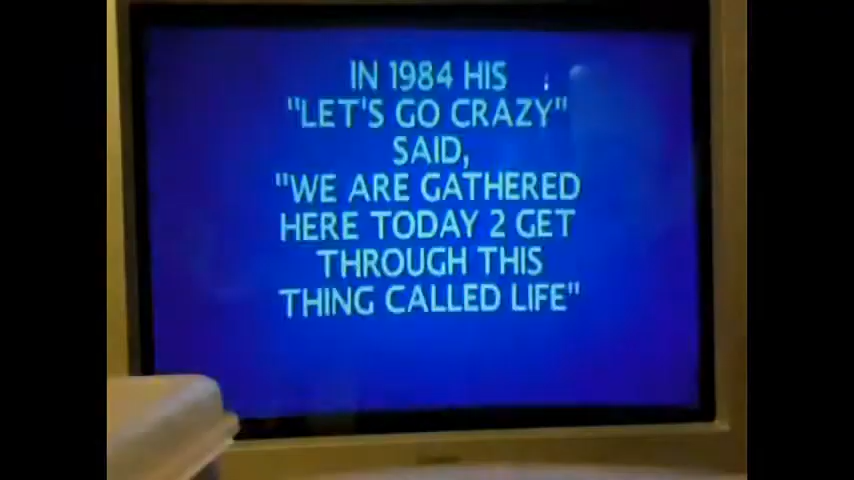 IN 1984 HIS
"LET'S GO CRAZY"
SAID,
"WE ARE GATHERED
HERE TODAY 2 GET
THROUGH THIS
THING CALLED LIFE"